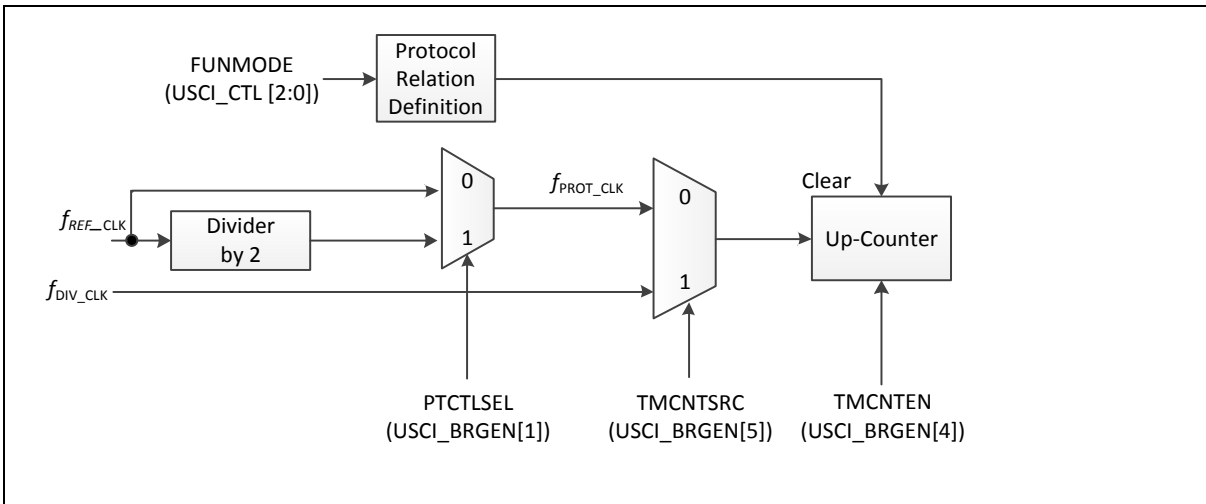 FUNMODE
(USCI_CTL [2:0])
Protocol
Relation
Definition
Clear
0
fPROT_CLK
0
fREF_CLK
Divider
by 2
1
Up-Counter
fDIV_CLK
1
PTCTLSEL
(USCI_BRGEN[1])
TMCNTSRC
(USCI_BRGEN[5])
TMCNTEN
(USCI_BRGEN[4])